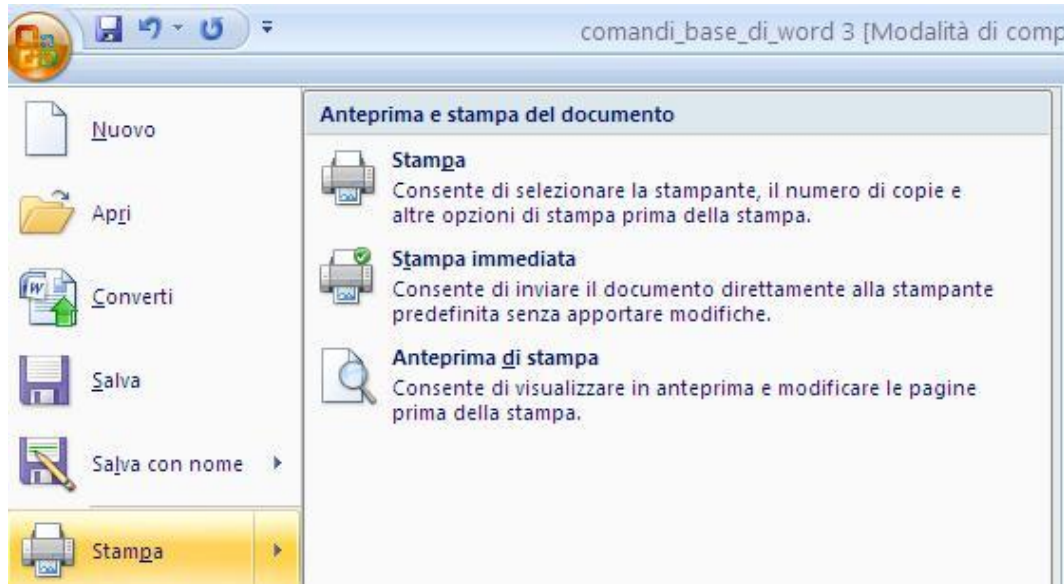 comandi_base_di_word 3 [Modalità di comp
Nuovo
Apri
Converti
Salva
Salva con nome
Stampa
Anteprima e stampa del documento
Stampa
Consente di selezionare la stampante, il numero di copie e
altre opzioni di stampa prima della stampa.
Stampa immediata
Consente di inviare il documento direttamente alla stampante
predefinita senza apportare modifiche.
Anteprima di stampa
Consente di visualizzare in anteprima e modificare le pagine
prima della stampa.